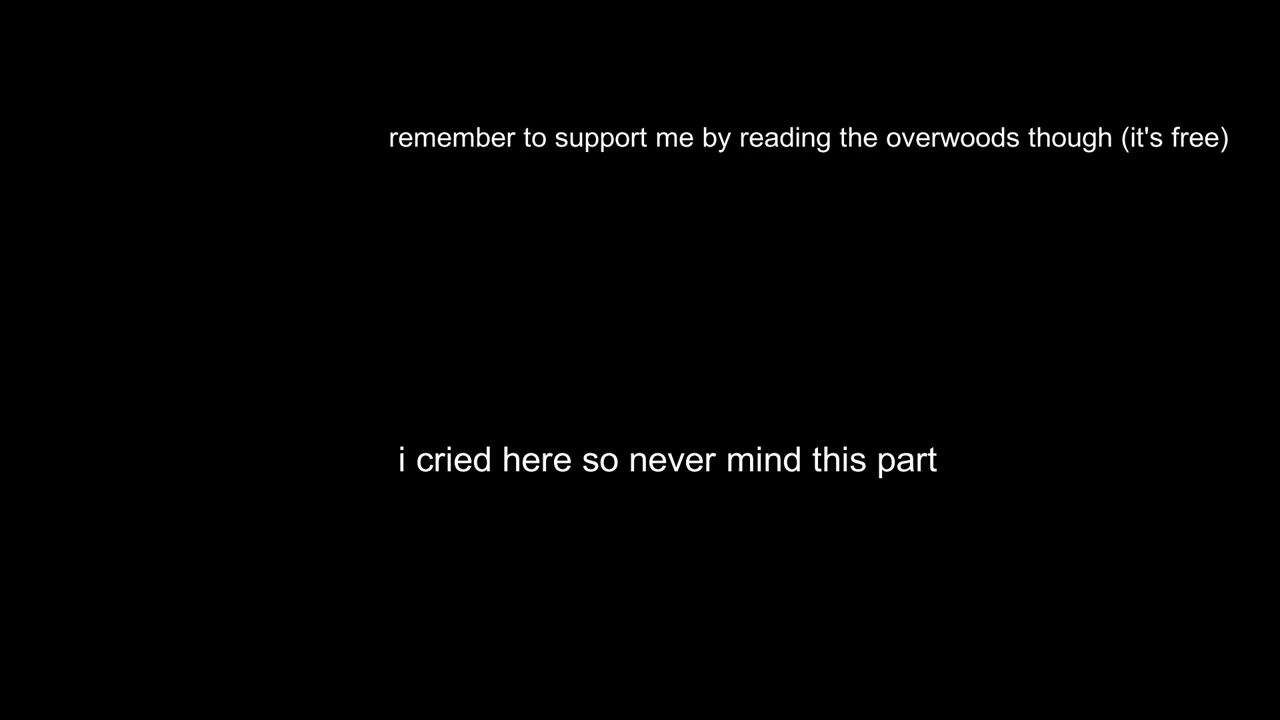 remember to support me by reading the overwoods though (it's free)
i cried here so never mind this part